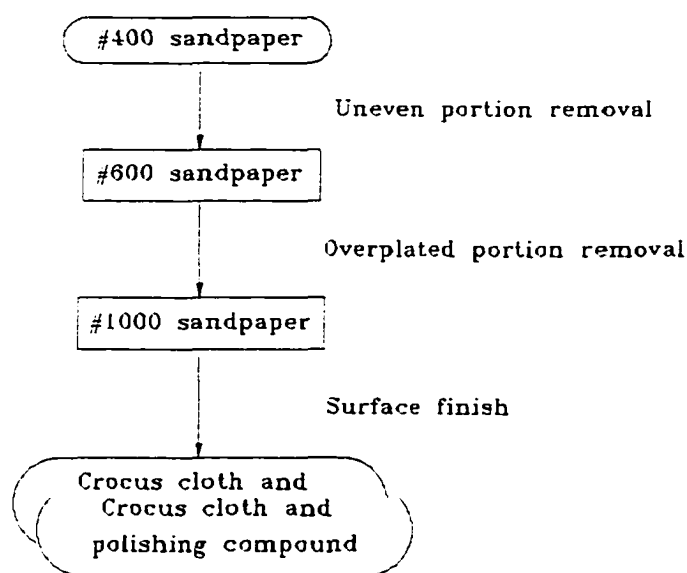 #400 sandpaper
Uneven portion removal
#600 sandpaper
Overplated portion removal
#1000 sandpaper
Surface finish
Crocus cloth and
Crocus cloth and
polishing compound